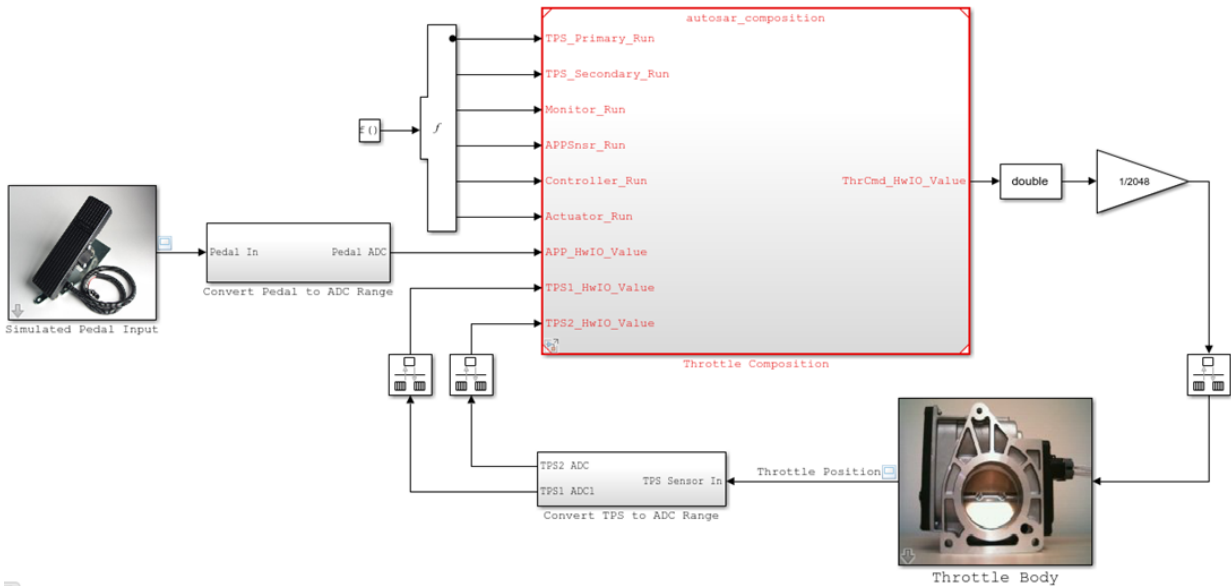 autosar_composition
TPS_Primary_Run
TPS_Secondary_Run
Monitor_Run
f()
f
APPSnsr_Run
Controller_Run
ThrCmd_HwIO_Value
double
1/2048
Actuator_Run
Pedal In
Pedal ADC
APP_HwIO_Value
Convert Pedal to ADC Range
TPS1_HwIO_Value
Simulated Pedal Input
TPS2_HwIO_Value
Throttle Composition
TPS2 ADC
TPS1 ADC1
TPS Sensor In
Throttle Position
Convert TPS to ADC Range
Throttle Body